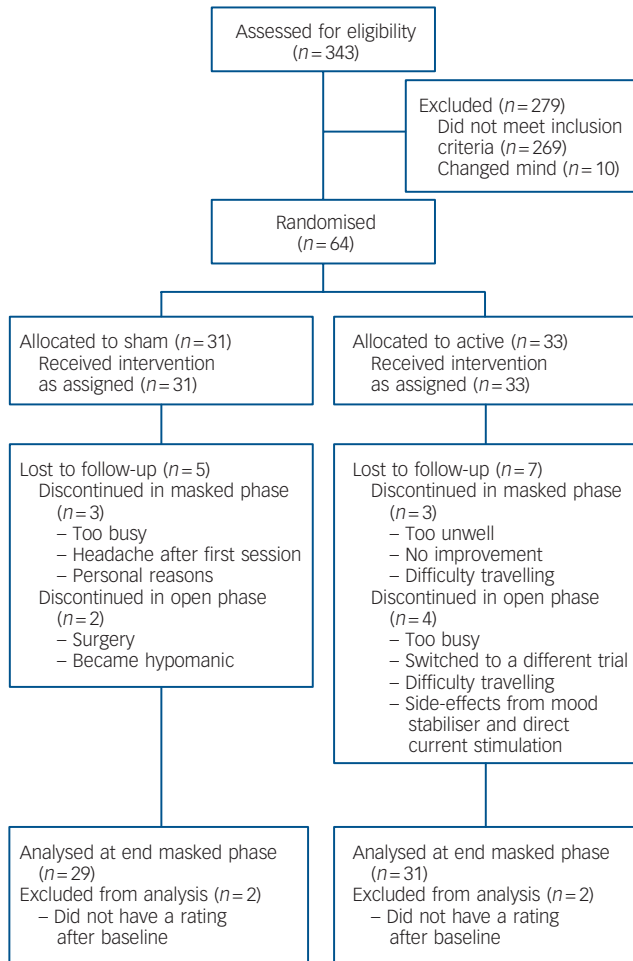 Assessed for eligibility
(n=343)
Excluded (n=279)
Did not meet inclusion
criteria (n=269)
Changed mind (n=10)
Randomised
(n=64)
Allocated to sham (n=31)
Received intervention
as assigned (n=31)
Allocated to active (n=33)
Received intervention
as assigned (n=33)
Lost to follow-up (n=5)
Discontinued in masked phase
(n=3)
– Too busy
– Headache after first session
– Personal reasons
Discontinued in open phase
(n=2)
– Surgery
– Became hypomanic
Lost to follow-up (n=7)
Discontinued in masked phase
(n=3)
– Too unwell
– No improvement
– Difficulty travelling
Discontinued in open phase
(n=4)
– Too busy
– Switched to a different trial
– Difficulty travelling
– Side-effects from mood
stabiliser and direct
current stimulation
Analysed at end masked phase
(n=29)
Excluded from analysis (n=2)
– Did not have a rating
after baseline
Analysed at end masked phase
(n=31)
Excluded from analysis (n=2)
– Did not have a rating
after baseline